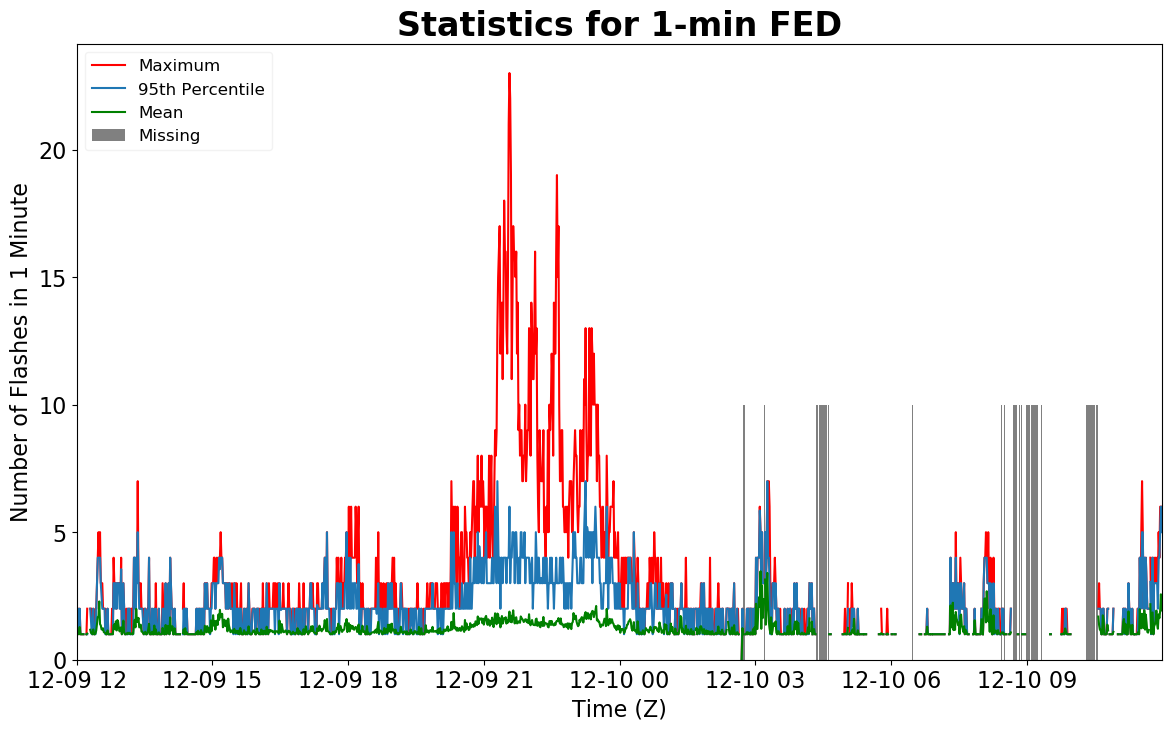 Statistics for 1-min FED
Maximum
95th Percentile
Mean
Missing
Number of Flashes in 1 Minute
20
15
10
5
0
12-09 12 12-09 15 12-09 18 12-09 21 12-10 00 12-10 03 12-10 06 12-10 09
Time (Z)